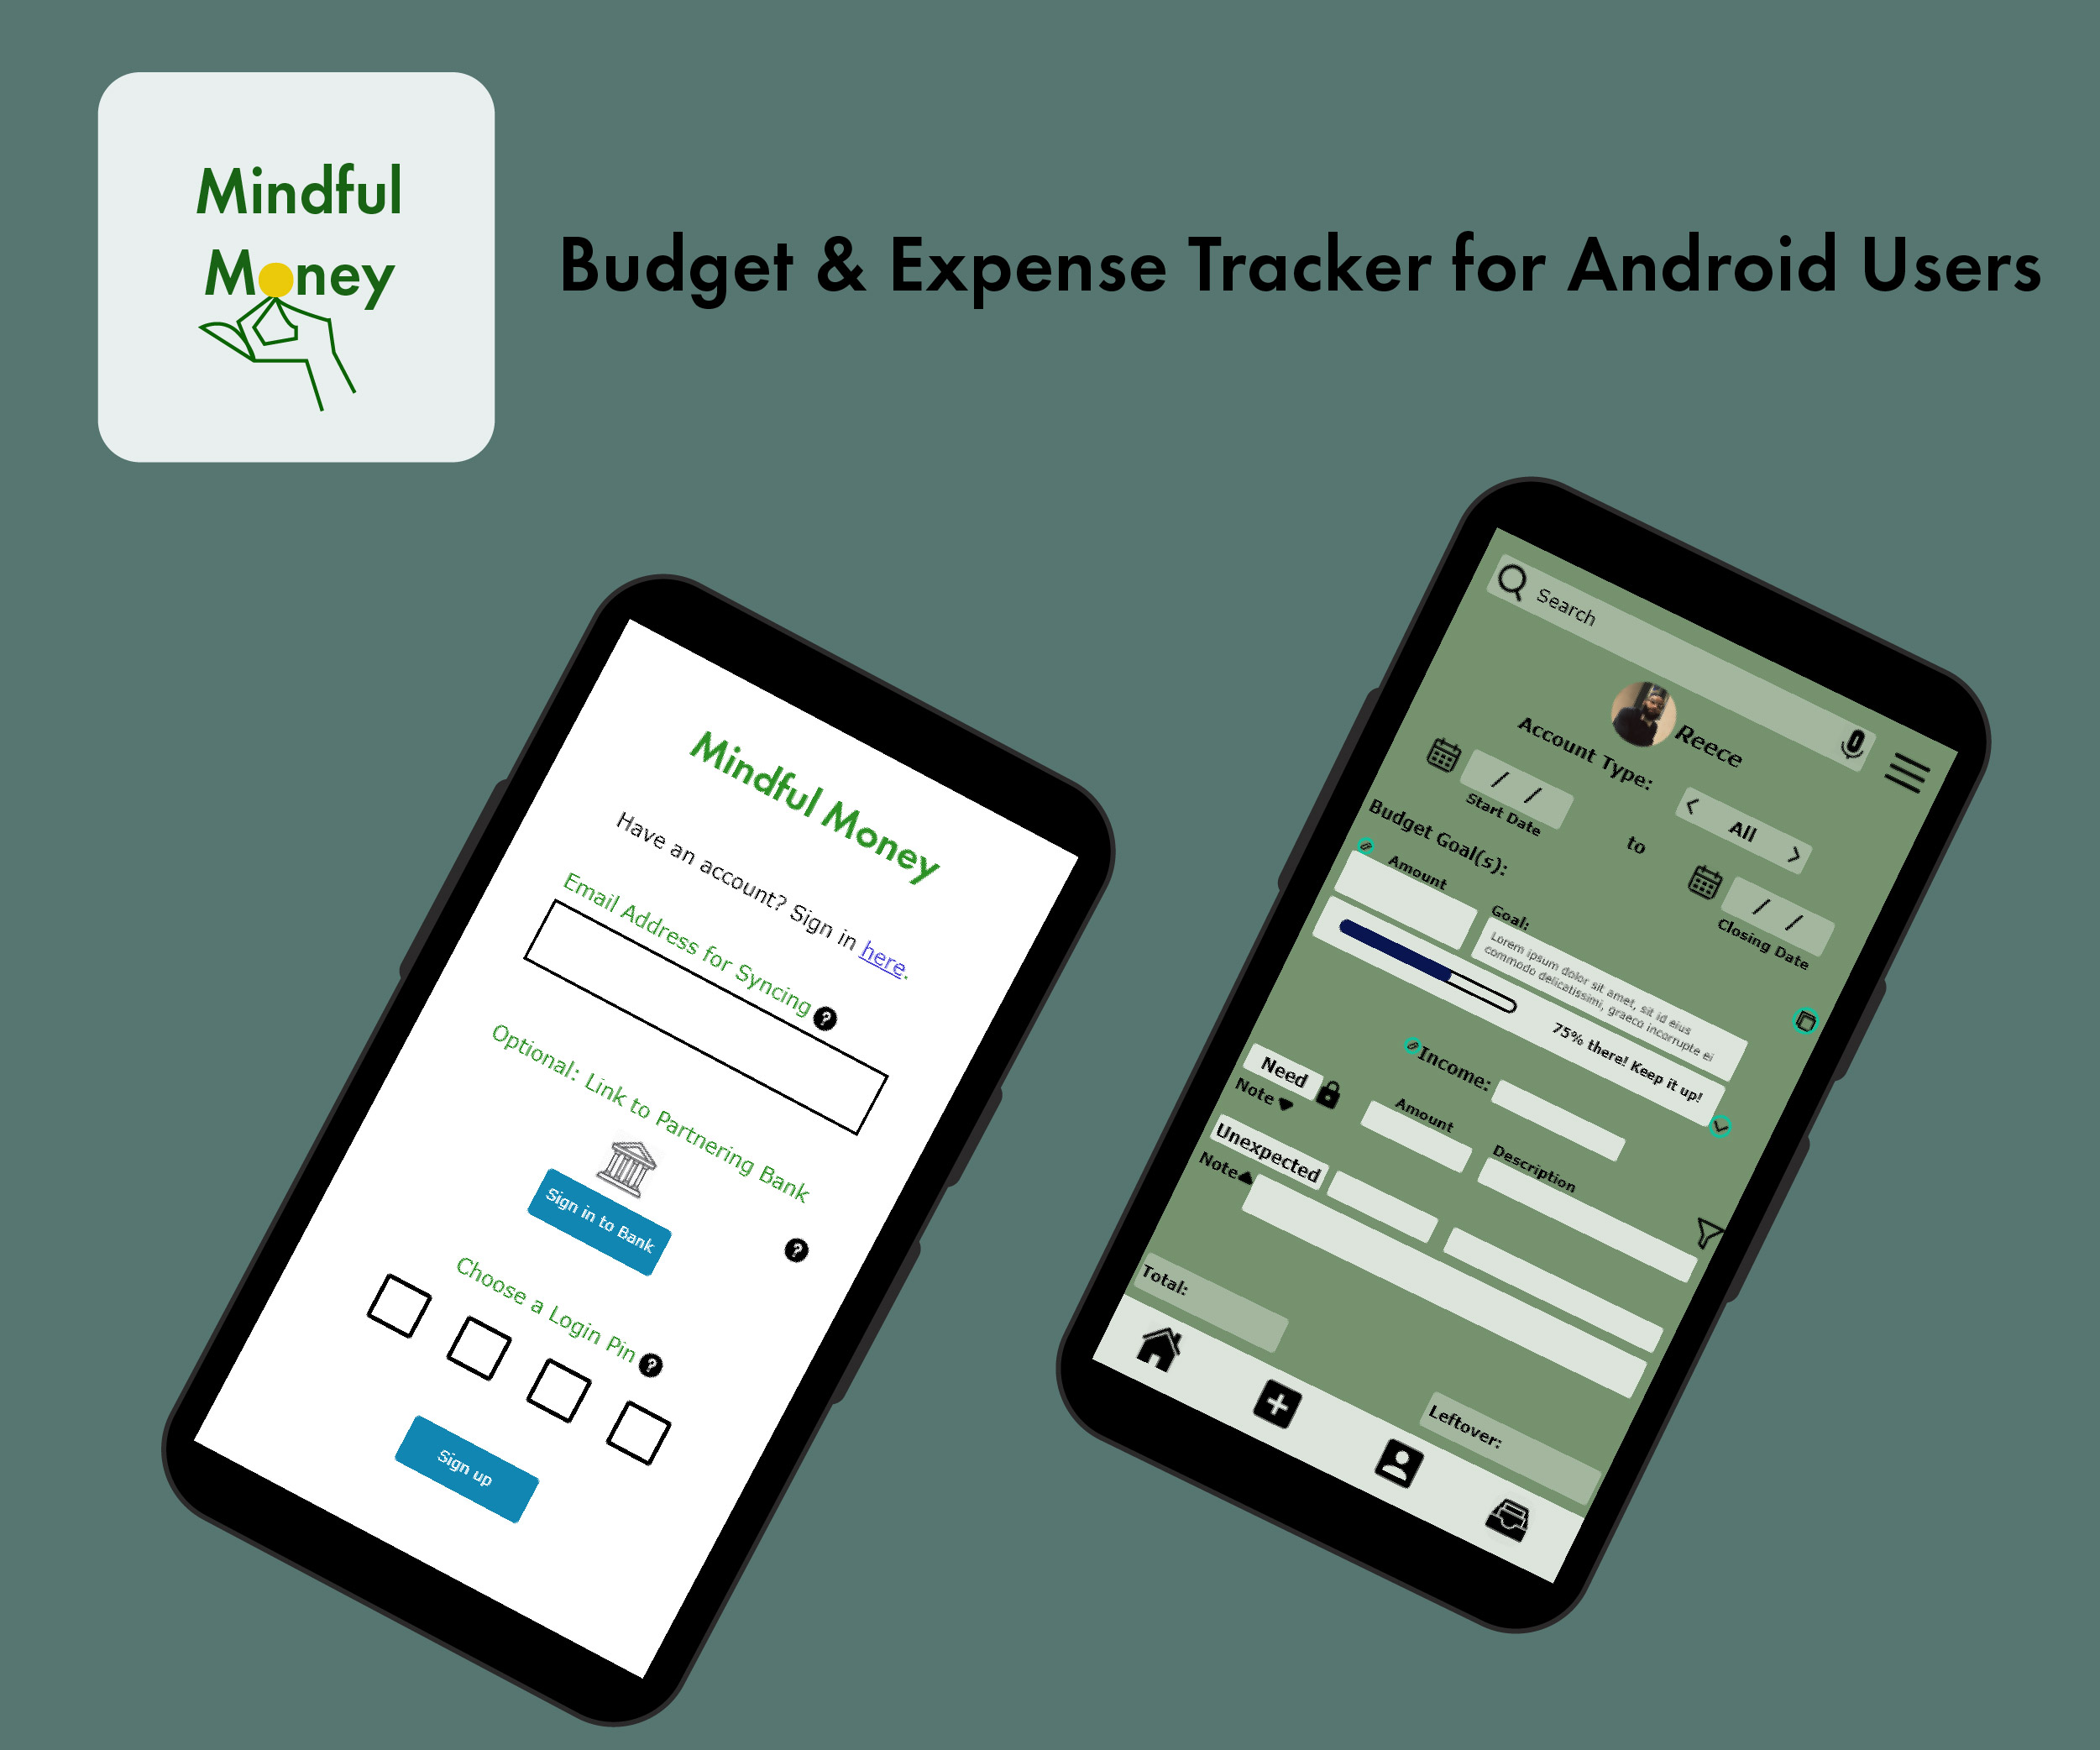 Mindful
Money
Budget & Expense Tracker for Android Users
Mindful Money
Have an account? Sign in here.
Email Address for Syncing ?
Optional: Link to Partnering Bank
Sign in to Bank
?
Choose a Login Pin ?
Sign up
Search
Reece
Account Type:
< All >
/ /
Start Date
to
/ /
Closing Date
Budget Goal(s):
Amount
Goal:
Lorem ipsum dolor sit amet, sit id eius
commodo delicatissimi, graeco incorrupte ei
75% there! Keep it up!
Income:
Need
Note
Amount
Description
Unexpected
Note
Total:
Leftover: